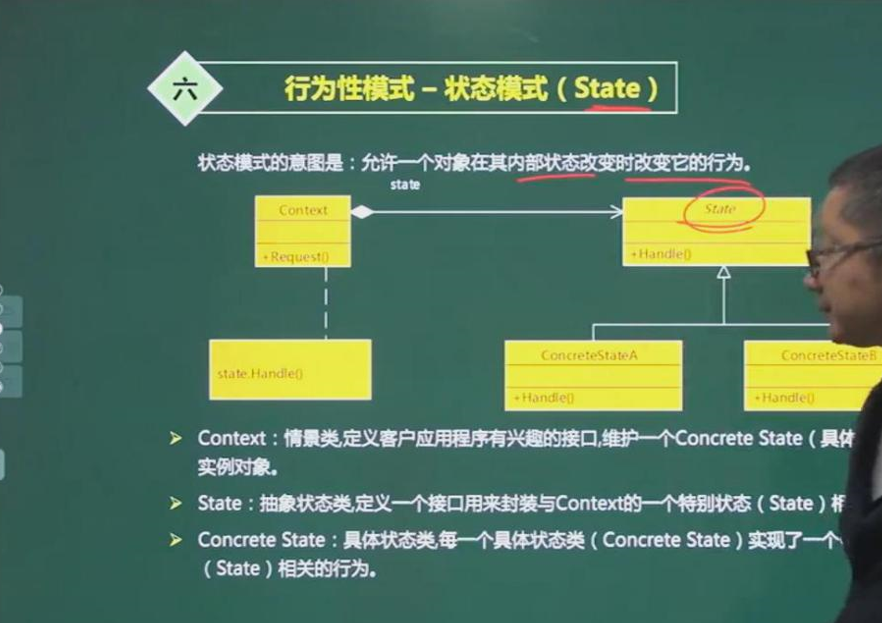 六
行为性模式 – 状态模式（State）
状态模式的意图是：允许一个对象在其内部状态改变时改变它的行为。
state
Context
State
+Request()
+Handle()
state.Handle()
ConcreteStateA
ConcreteStateB
+Handle()
+Handle()
➢ Context：情景类,定义客户应用程序有兴趣的接口,维护一个Concrete State（具体
实例对象。
➢ State：抽象状态类,定义一个接口用来封装与Context的一个特别状态（State）相
➢ Concrete State：具体状态类,每一个具体状态类（Concrete State）实现了一个
（State）相关的行为。